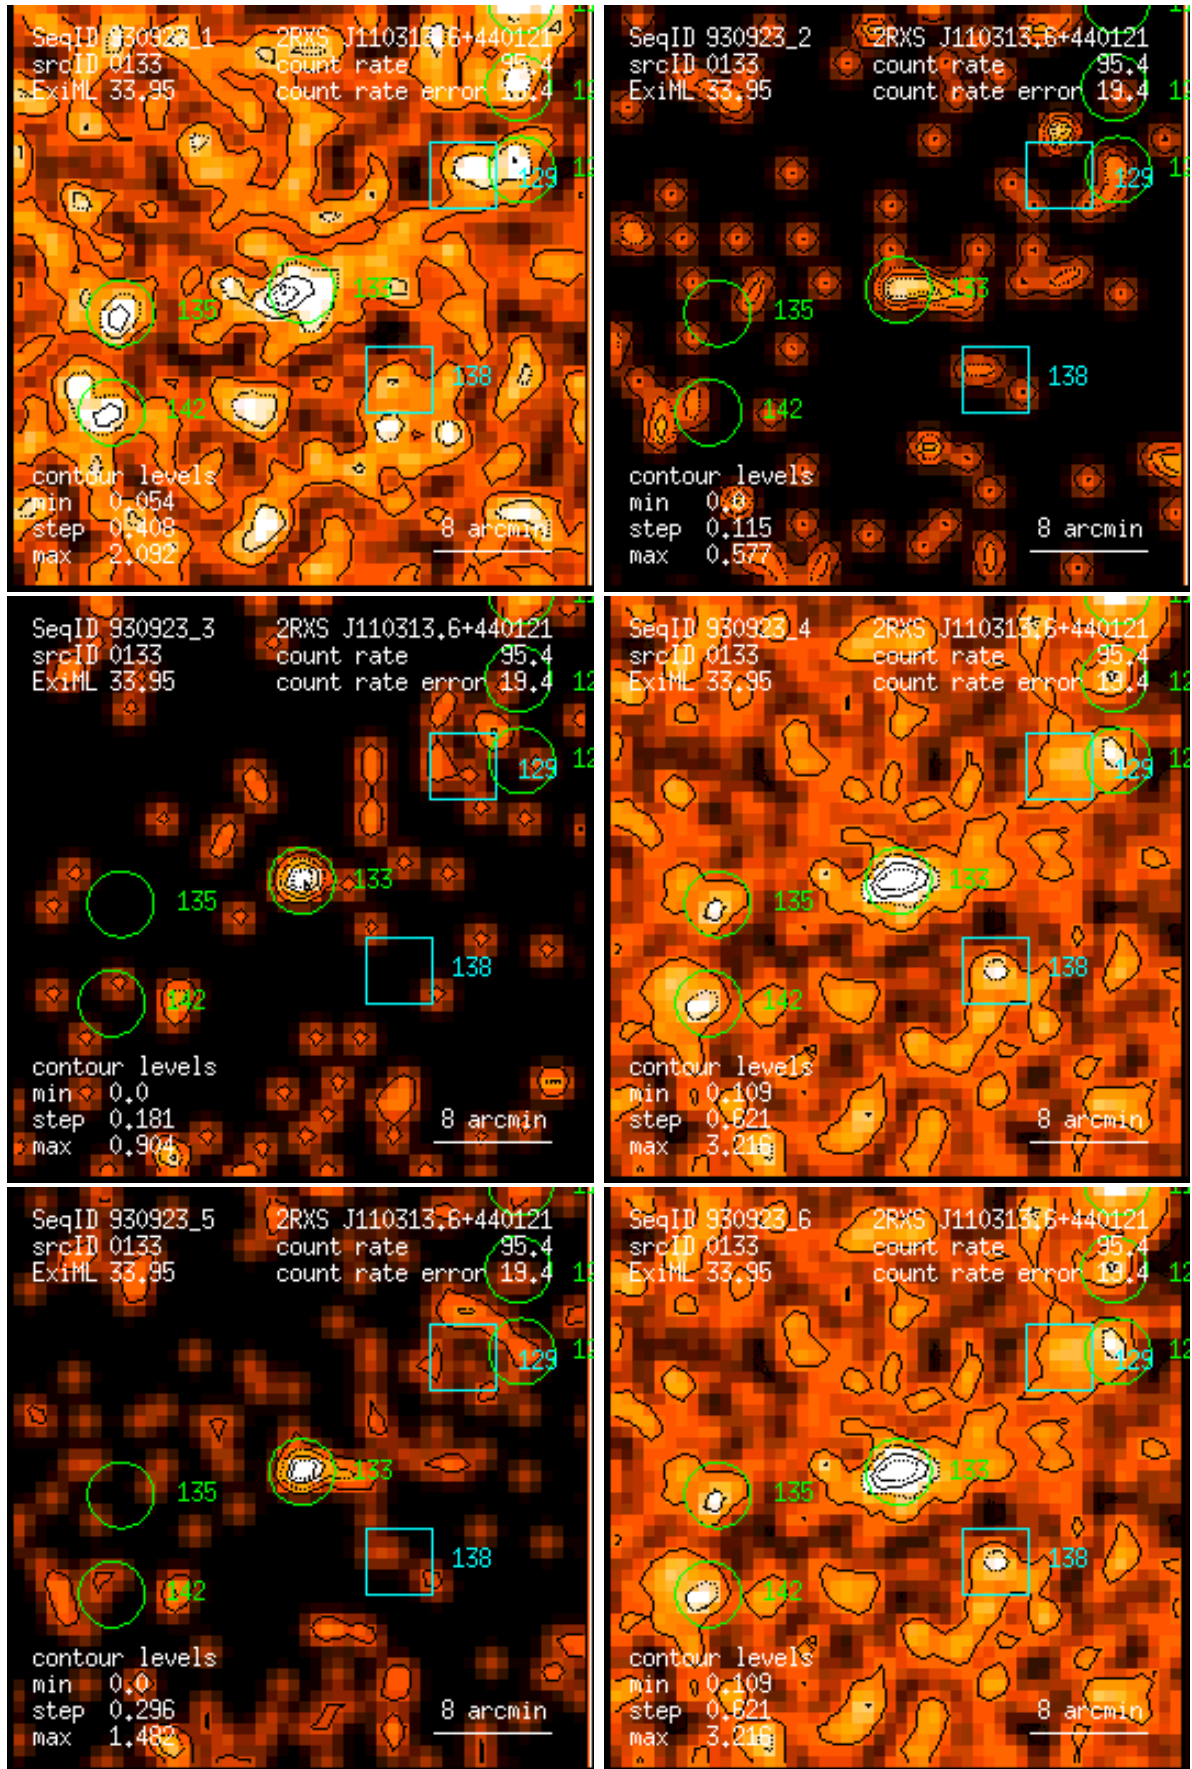 SeqID 930923_1 2RXS J110313.6+440121
srcID 0133 count rate 95.4
ExiML 33.95 count rate error 19.4
129
133
135
138
142
contour levels
min 0.054
step 0.408
max 2.092
8 arcmin
SeqID 930923_2 2RXS J110313.6+440121
srcID 0133 count rate 95.4
ExiML 33.95 count rate error 19.4
129
133
135
138
142
contour levels
min 0.0
step 0.115
max 0.577
8 arcmin
SeqID 930923_3 2RXS J110313.6+440121
srcID 0133 count rate 95.4
ExiML 33.95 count rate error 19.4
129
133
135
138
142
contour levels
min 0.0
step 0.181
max 0.904
8 arcmin
SeqID 930923_4 2RXS J110313.6+440121
srcID 0133 count rate 95.4
ExiML 33.95 count rate error 19.4
129
133
135
138
142
contour levels
min 0.109
step 0.621
max 3.216
8 arcmin
SeqID 930923_5 2RXS J110313.6+440121
srcID 0133 count rate 95.4
ExiML 33.95 count rate error 19.4
129
133
135
138
142
contour levels
min 0.0
step 0.296
max 1.482
8 arcmin
SeqID 930923_6 2RXS J110313.6+440121
srcID 0133 count rate 95.4
ExiML 33.95 count rate error 19.4
129
133
135
138
142
contour levels
min 0.109
step 0.621
max 3.216
8 arcmin